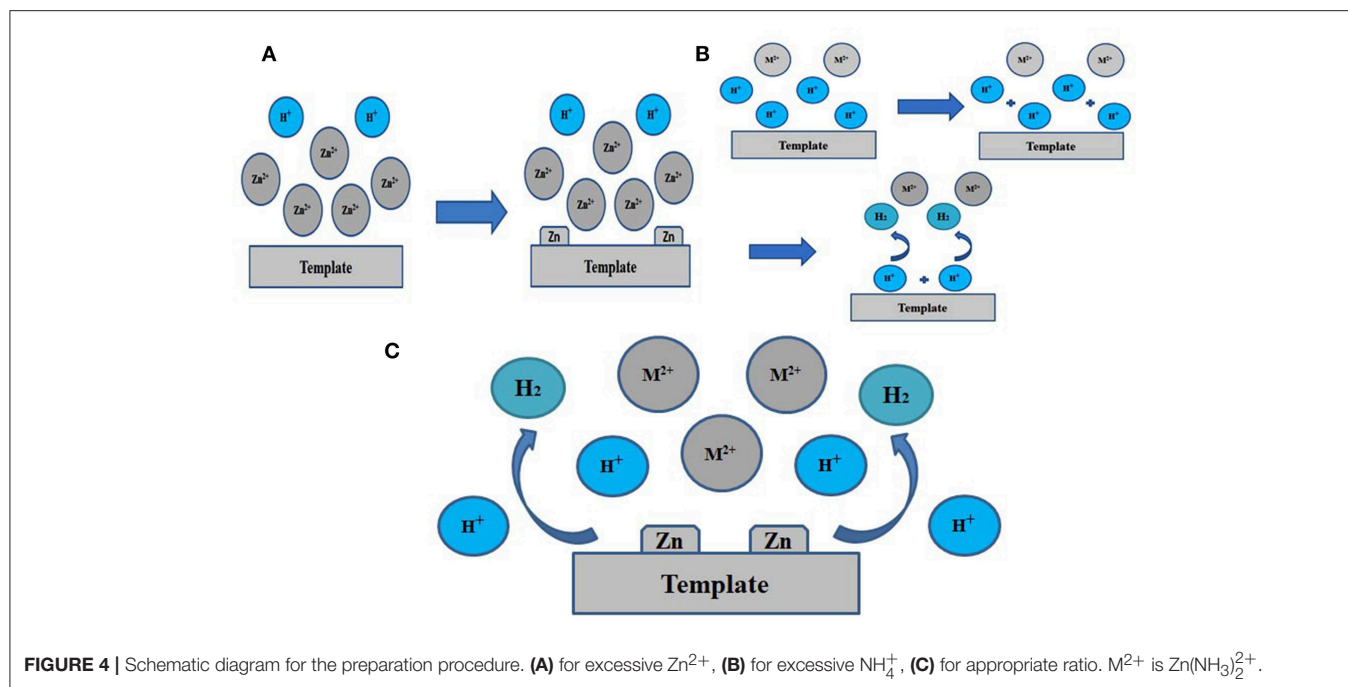 A
H⁺ H⁺
Zn²⁺
Zn²⁺ Zn²⁺
Zn²⁺ Zn²⁺
Template
H⁺ H⁺
Zn²⁺
Zn²⁺ Zn²⁺
Zn²⁺ Zn²⁺
Zn Zn
Template
B
M²⁺ M²⁺
H⁺ H⁺
H⁺ H⁺
Template
M²⁺ M²⁺
H⁺ H⁺
+ +
H⁺ H⁺
Template
M²⁺ M²⁺
H₂ H₂
H⁺ + H⁺
Template
C
M²⁺ M²⁺
H₂ H₂
M²⁺
H⁺ H⁺
H⁺ H⁺
Zn Zn
Template
FIGURE 4 | Schematic diagram for the preparation procedure. (A) for excessive Zn²⁺, (B) for excessive NH₄⁺, (C) for appropriate ratio. M²⁺ is Zn(NH₃)₂²⁺.